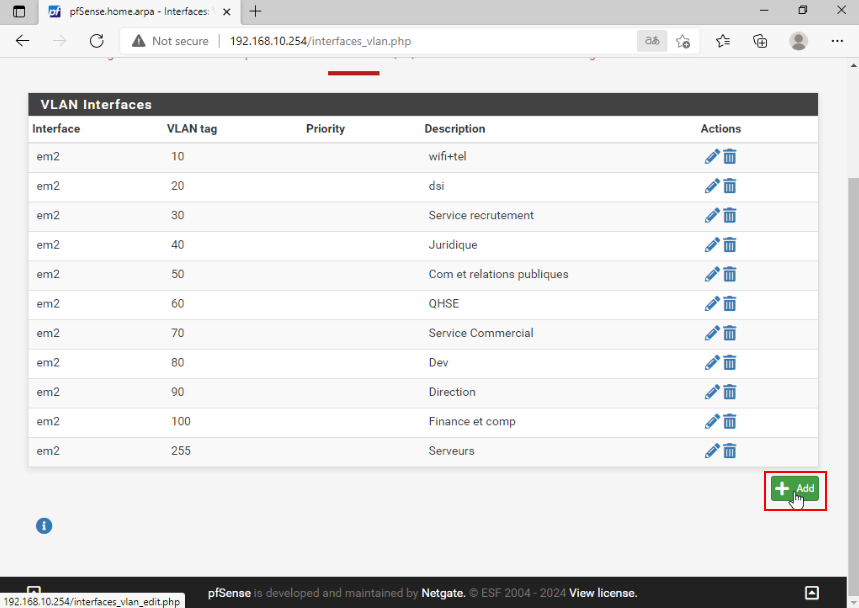 pfSense.home.arpa - Interfaces:
Not secure 192.168.10.254/interfaces_vlan.php
VLAN Interfaces
Interface VLAN tag Priority Description Actions
em2 10 wifi+tel
em2 20 dsi
em2 30 Service recrutement
em2 40 Juridique
em2 50 Com et relations publiques
em2 60 QHSE
em2 70 Service Commercial
em2 80 Dev
em2 90 Direction
em2 100 Finance et comp
em2 255 Serveurs
Add
pfSense is developed and maintained by Netgate. © ESF 2004 - 2024 View license.
192.168.10.254/interfaces_vlan_edit.php